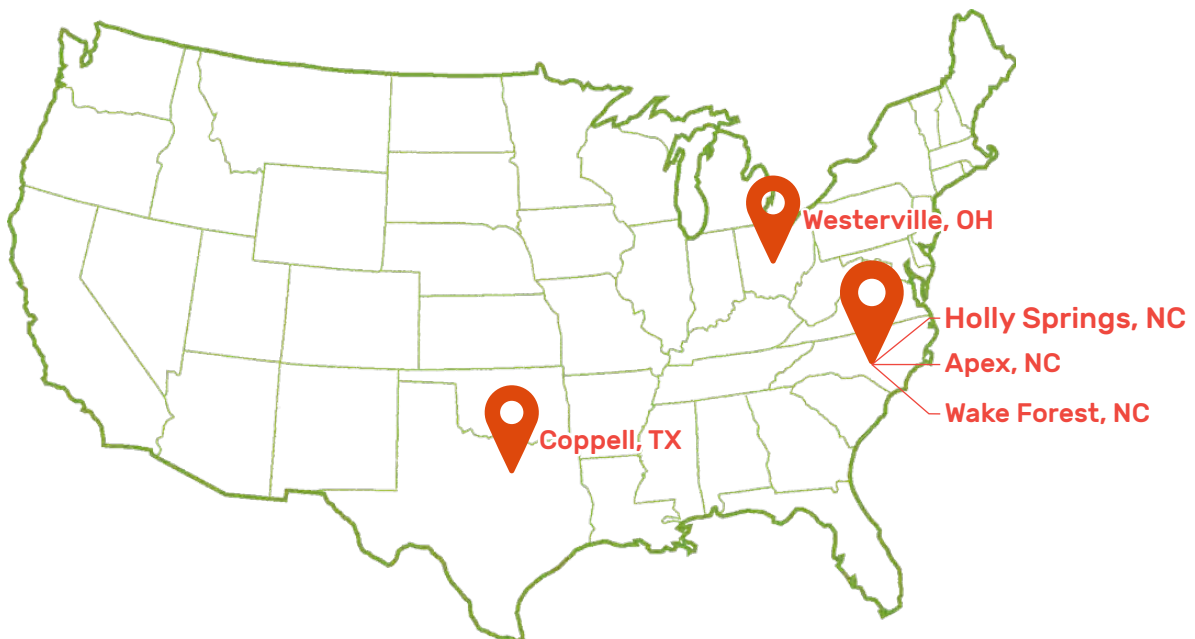 Westerville, OH
Holly Springs, NC
Apex, NC
Wake Forest, NC
Coppell, TX